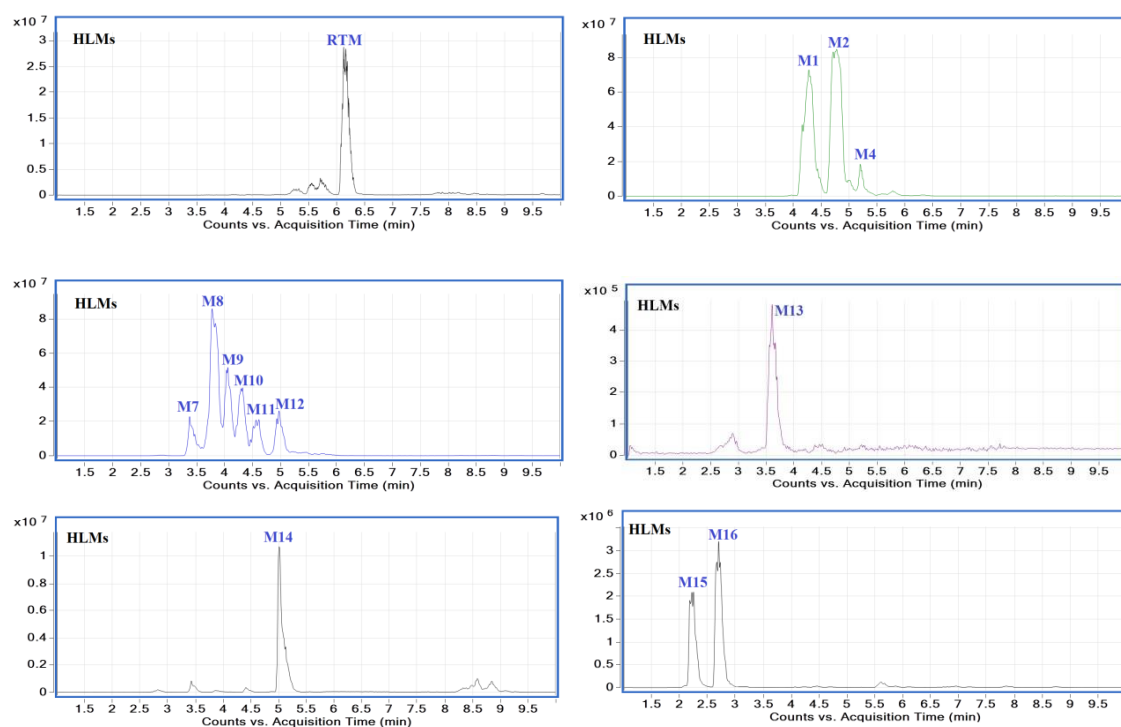 x10 7
HLMs
RTM
3
2.5
2
1.5
1
0.5
0
1.5 2 2.5 3 3.5 4 4.5 5 5.5 6 6.5 7 7.5 8 8.5 9 9.5
Counts vs. Acquisition Time (min)
x10 7
HLMs
M1
M2
M4
8
6
4
2
0
1.5 2 2.5 3 3.5 4 4.5 5 5.5 6 6.5 7 7.5 8 8.5 9 9.5
Counts vs. Acquisition Time (min)
x10 7
HLMs
M7
M8
M9
M10
M11
M12
8
6
4
2
0
1.5 2 2.5 3 3.5 4 4.5 5 5.5 6 6.5 7 7.5 8 8.5 9 9.5
Counts vs. Acquisition Time (min)
x10 5
HLMs
M13
4
3
2
1
0
1.5 2 2.5 3 3.5 4 4.5 5 5.5 6 6.5 7 7.5 8 8.5 9 9.5
Counts vs. Acquisition Time (min)
x10 7
HLMs
M14
1
0.8
0.6
0.4
0.2
0
1.5 2 2.5 3 3.5 4 4.5 5 5.5 6 6.5 7 7.5 8 8.5 9 9.5
Counts vs. Acquisition Time (min)
x10 6
HLMs
M15
M16
3
2.5
2
1.5
1
0.5
0
1.5 2 2.5 3 3.5 4 4.5 5 5.5 6 6.5 7 7.5 8 8.5 9 9.5
Counts vs. Acquisition Time (min)